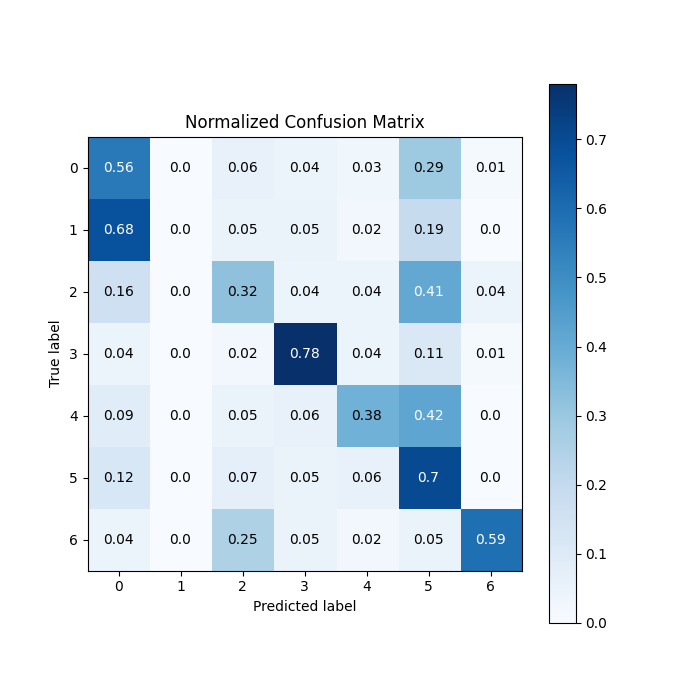 Normalized Confusion Matrix
0 0.56 0.0 0.06 0.04 0.03 0.29 0.01
1 0.68 0.0 0.05 0.05 0.02 0.19 0.0
2 0.16 0.0 0.32 0.04 0.04 0.41 0.04
3 0.04 0.0 0.02 0.78 0.04 0.11 0.01
4 0.09 0.0 0.05 0.06 0.38 0.42 0.0
5 0.12 0.0 0.07 0.05 0.06 0.7 0.0
6 0.04 0.0 0.25 0.05 0.02 0.05 0.59
0 1 2 3 4 5 6
Predicted label
True label
0.7
0.6
0.5
0.4
0.3
0.2
0.1
0.0